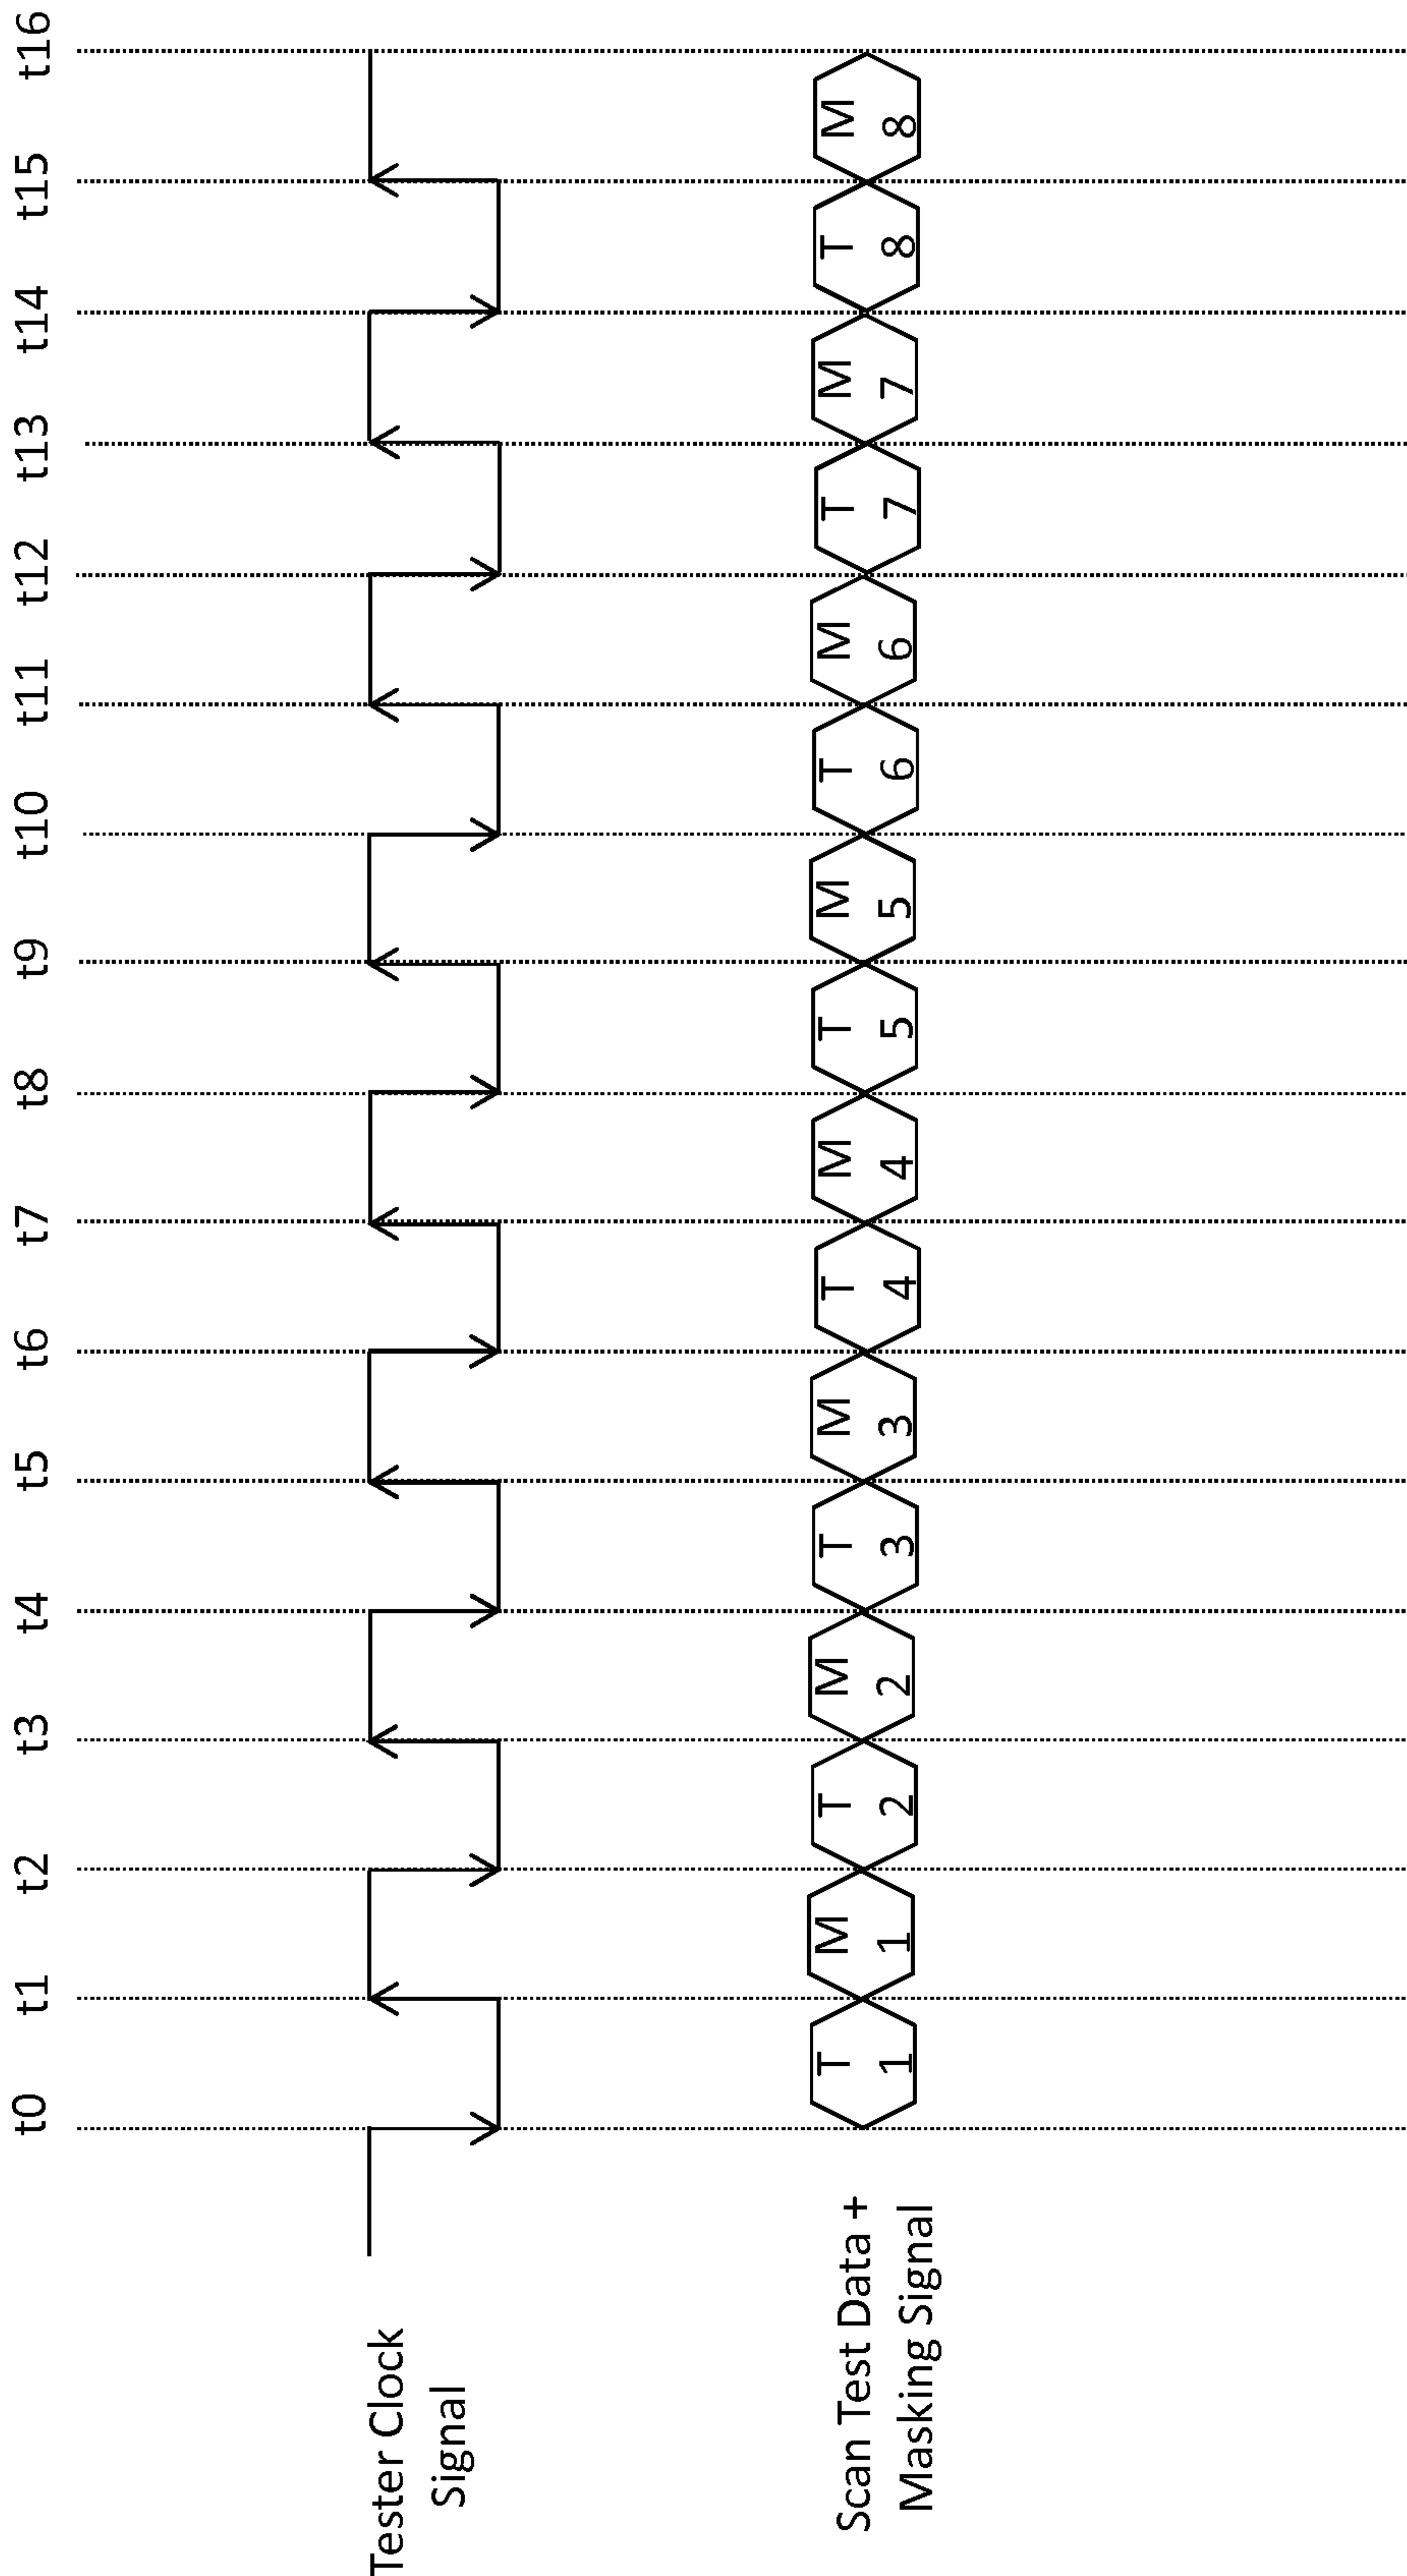 t0 t1 t2 t3 t4 t5 t6 t7 t8 t9 t10 t11 t12 t13 t14 t15 t16
Tester Clock
Signal
Scan Test Data +
Masking Signal
T M T M T M T M T M T M T M T M
1 1 2 2 3 3 4 4 5 5 6 6 7 7 8 8